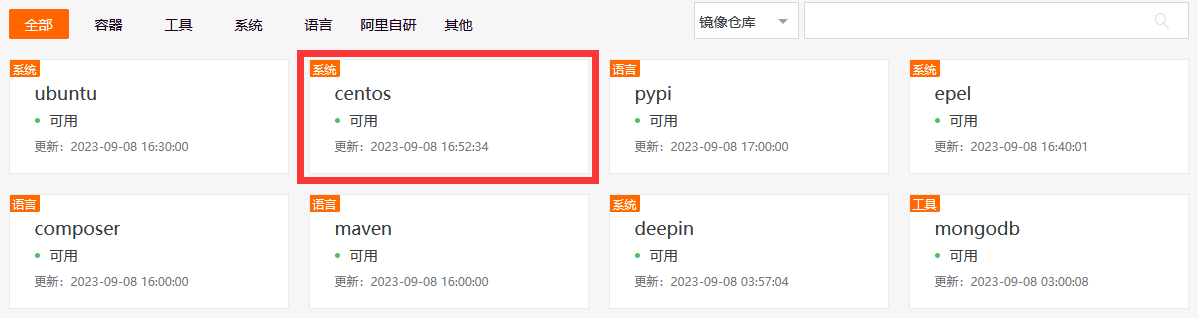 全部 容器 工具 系统 语言 阿里自研 其他 镜像仓库
系统 系统 语言 系统
ubuntu centos pypi epel
可用 可用 可用 可用
更新：2023-09-08 16:30:00 更新：2023-09-08 16:52:34 更新：2023-09-08 17:00:00 更新：2023-09-08 16:40:01
语言 语言 系统 工具
composer maven deepin mongodb
可用 可用 可用 可用
更新：2023-09-08 16:00:00 更新：2023-09-08 16:00:00 更新：2023-09-08 03:57:04 更新：2023-09-08 03:00:08